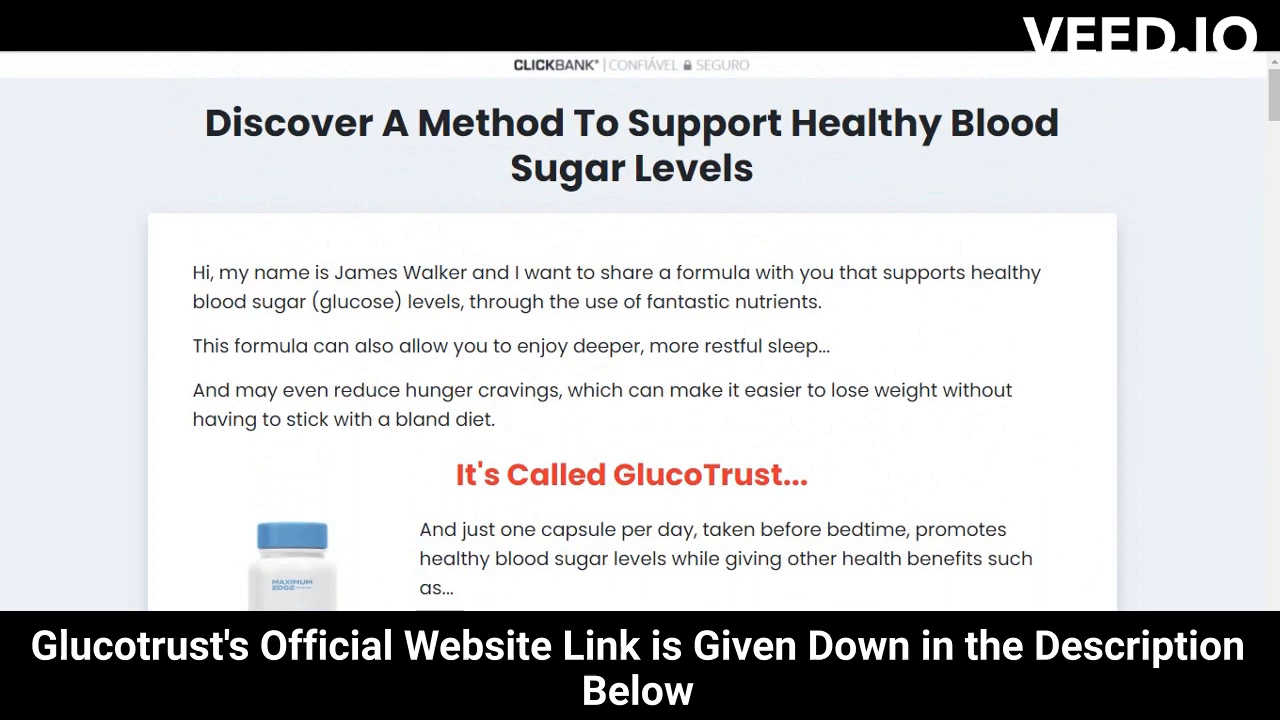 VEED.IO
CLICKBANK® | CONFIÁVEL SEGURO
Discover A Method To Support Healthy Blood
Sugar Levels
Hi, my name is James Walker and I want to share a formula with you that supports healthy
blood sugar (glucose) levels, through the use of fantastic nutrients.
This formula can also allow you to enjoy deeper, more restful sleep...
And may even reduce hunger cravings, which can make it easier to lose weight without
having to stick with a bland diet.
It's Called GlucoTrust...
And just one capsule per day, taken before bedtime, promotes
healthy blood sugar levels while giving other health benefits such
as...
MAXIMUM
EDGE
Glucotrust's Official Website Link is Given Down in the Description
Below